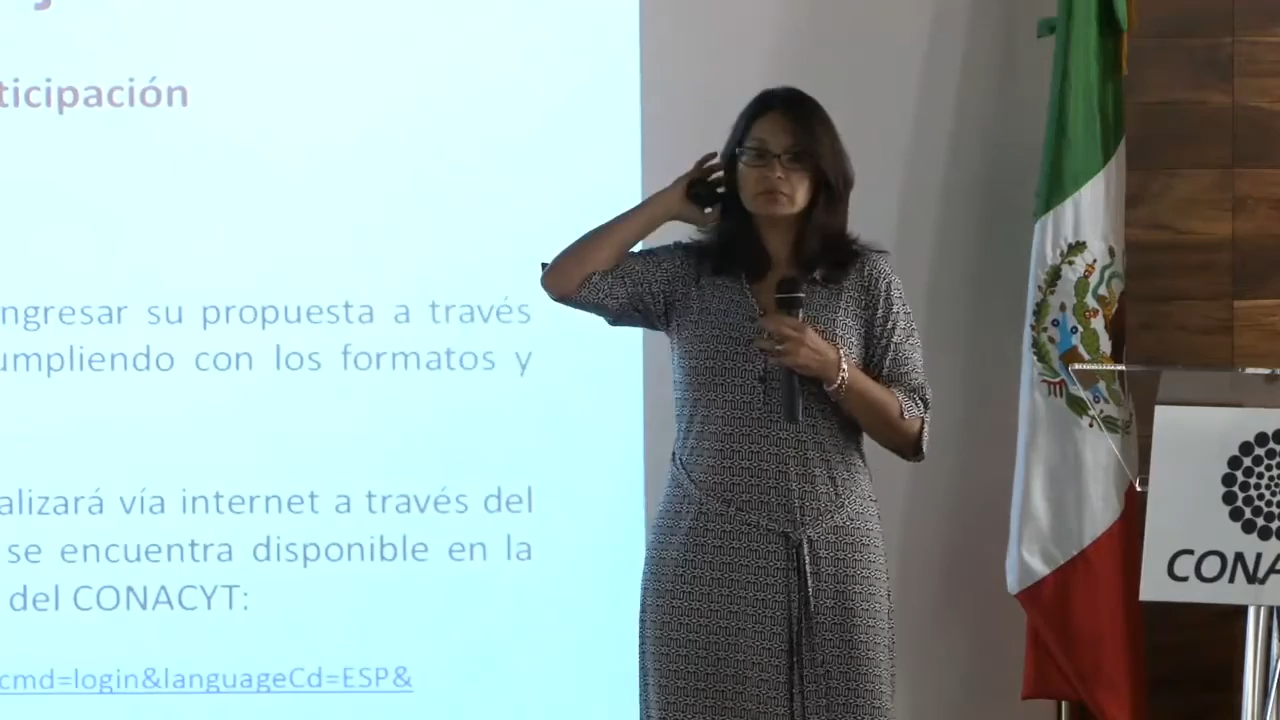 ticipación
ngresar su propuesta a través
umpliendo con los formatos y
alizará vía internet a través del
se encuentra disponible en la
del CONACYT:
cmd=login&languageCd=ESP&
CONA